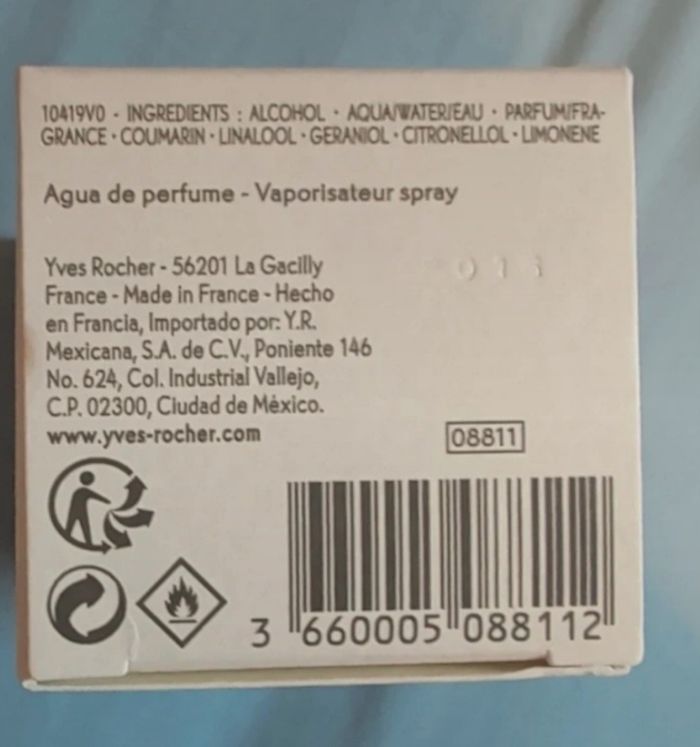 10419V0 - INGREDIENTS : ALCOHOL · AQUA/WATER/EAU · PARFUM/FRA-
GRANCE · COUMARIN · LINALOOL · GERANIOL · CITRONELLOL · LIMONENE
Agua de perfume - Vaporisateur spray
Yves Rocher - 56201 La Gacilly
France - Made in France - Hecho
en Francia, Importado por: Y.R.
Mexicana, S.A. de C.V., Poniente 146
No. 624, Col. Industrial Vallejo,
C.P. 02300, Ciudad de México.
www.yves-rocher.com
08811
3 660005 088112